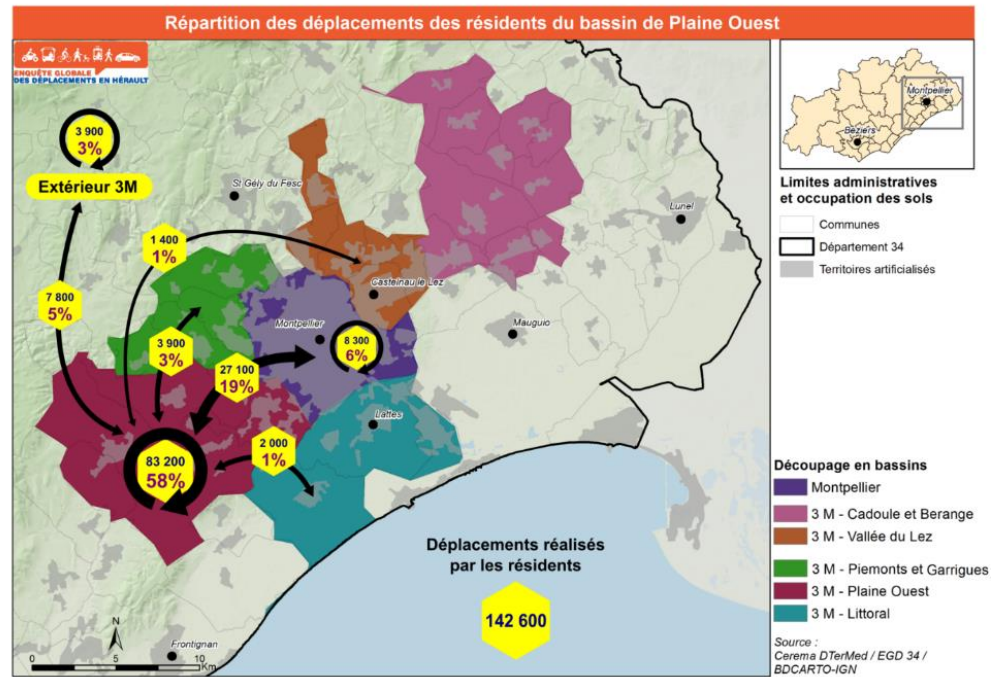 Répartition des déplacements des résidents du bassin de Plaine Ouest
ENQUÊTE GLOBALE
DES DÉPLACEMENTS EN HÉRAULT
3 900
3%
Extérieur 3M
St Gély du Fesc
1 400
1%
7 800
5%
Castelnau le Lez
Montpellier
Mauguio
Lunel
8 300
6%
3 900
3%
27 100
19%
Lattes
2 000
1%
83 200
58%
Déplacements réalisés
par les résidents
142 600
N
Frontignan
0
5
10
Km
Montpellier
Béziers
Limites administratives
et occupation des sols
Communes
Département 34
Territoires artificialisés
Découpage en bassins
Montpellier
3 M - Cadoule et Berange
3 M - Vallée du Lez
3 M - Piemonts et Garrigues
3 M - Plaine Ouest
3 M - Littoral
Source :
Cerema DTerMed / EGD 34 /
BDCARTO-IGN